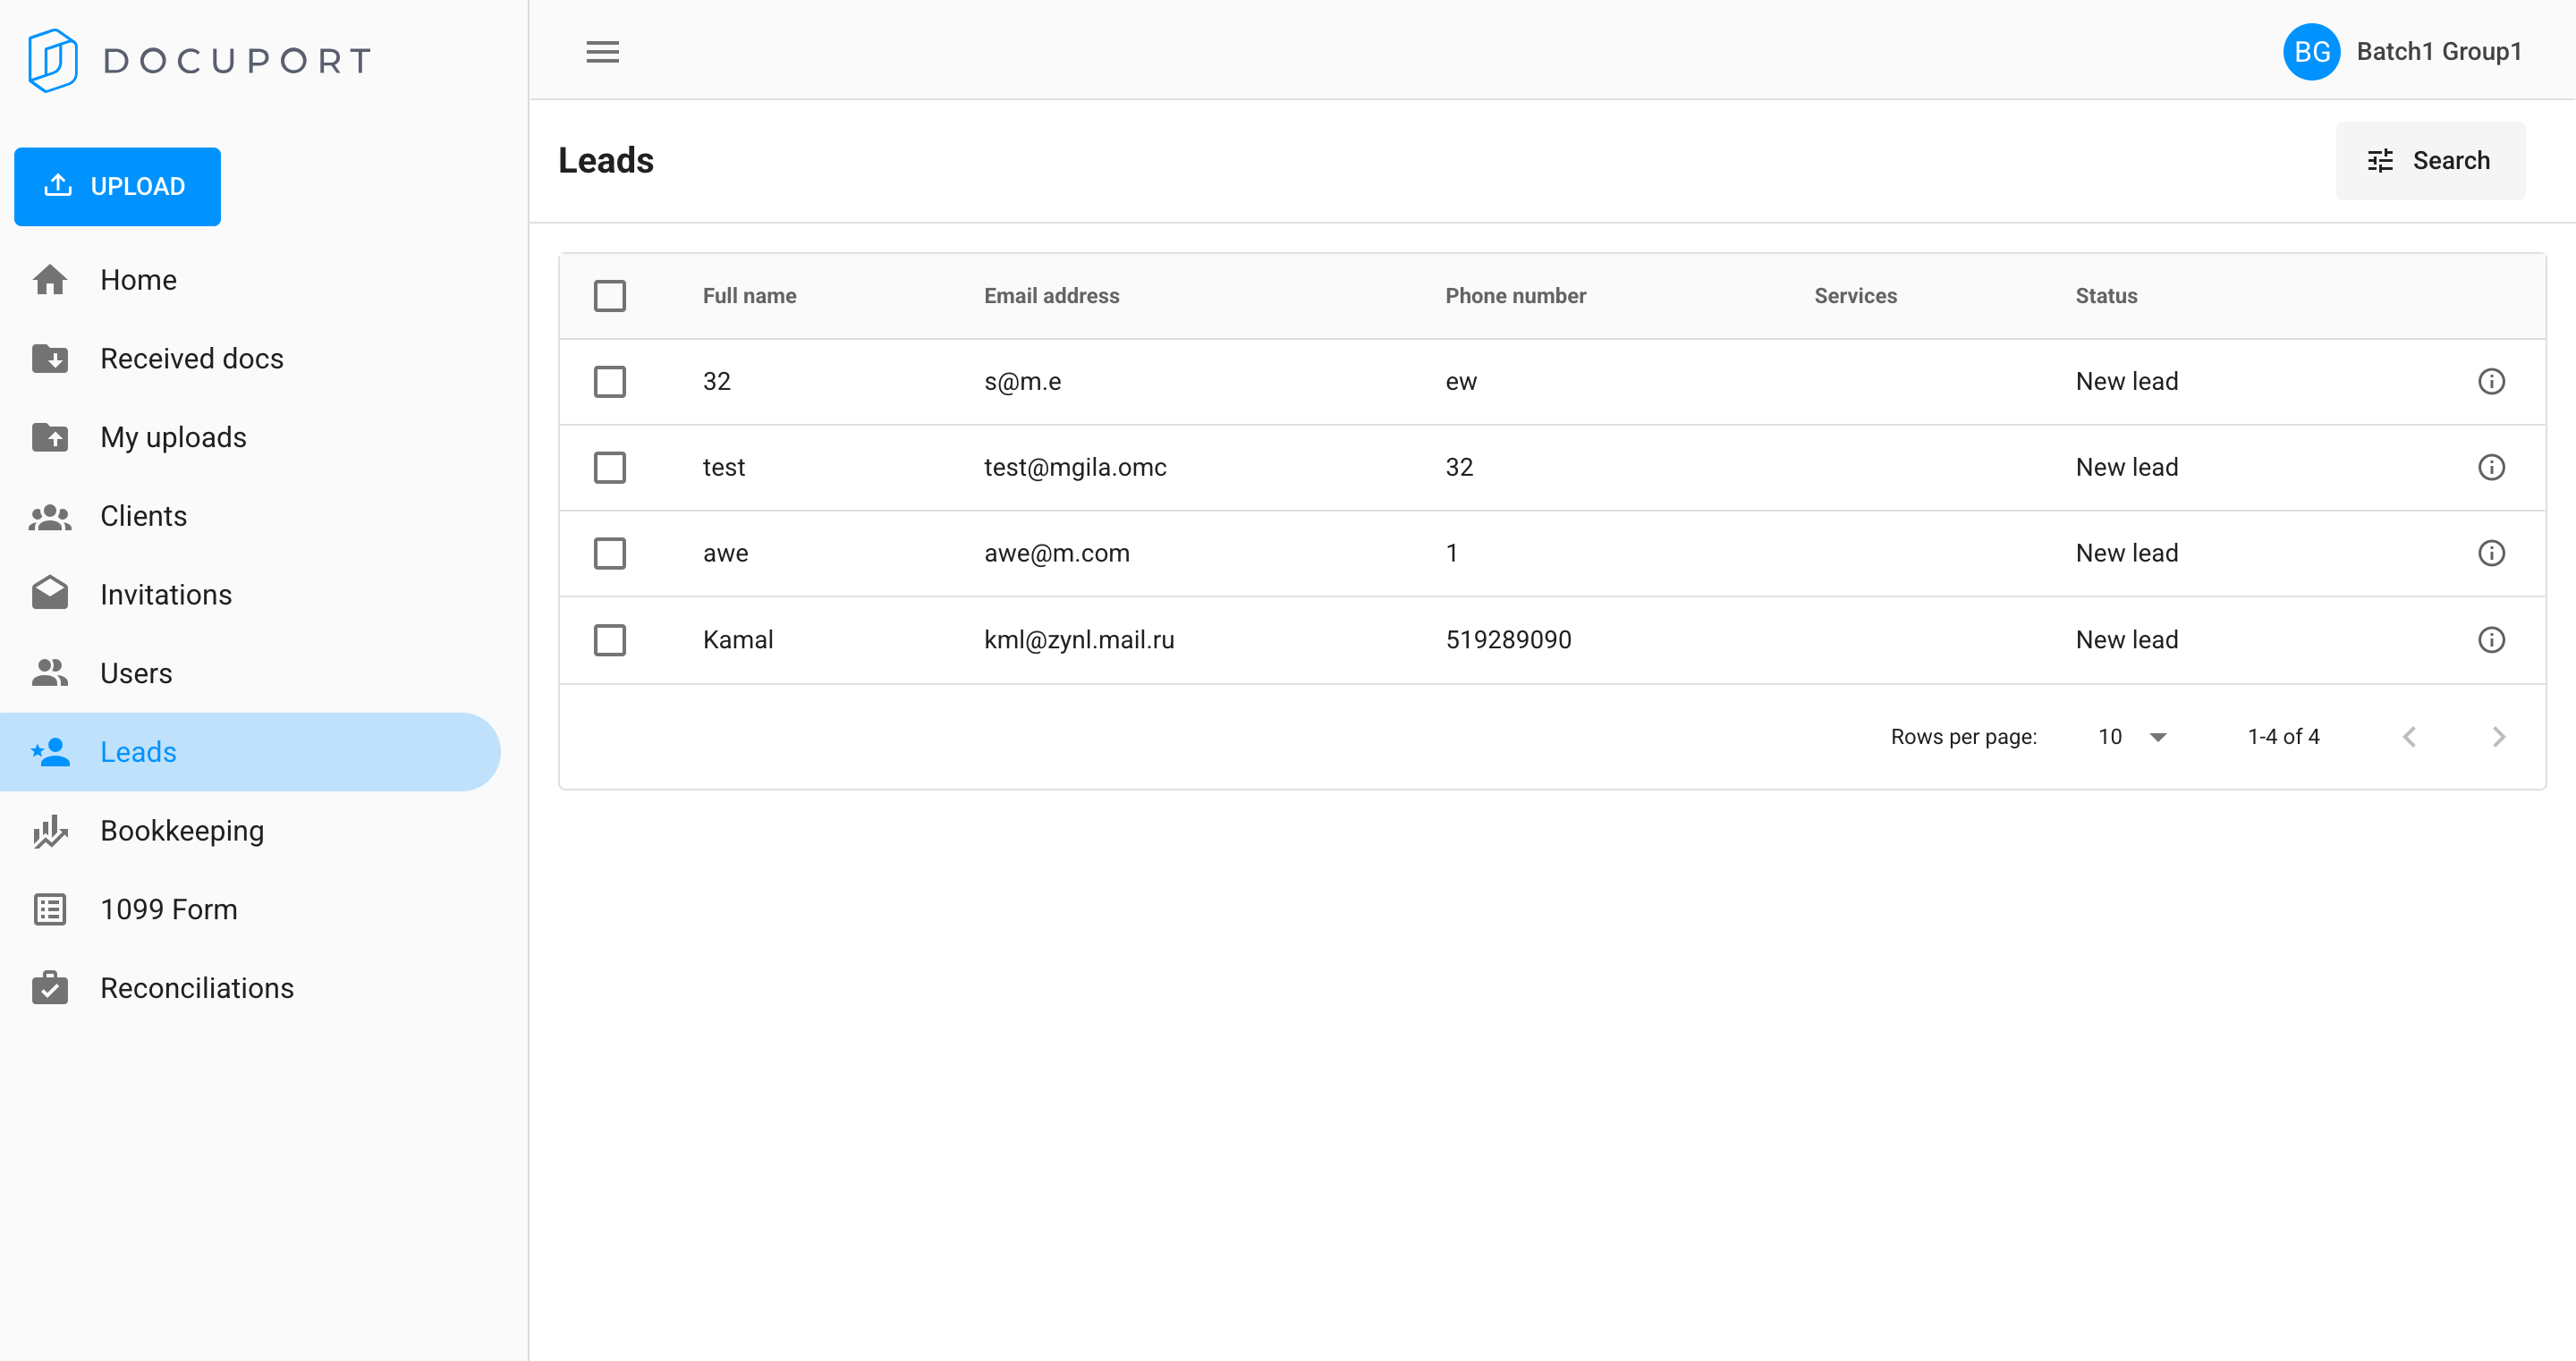 DOCUPORT
BG Batch1 Group1
UPLOAD
Home
Received docs
My uploads
Clients
Invitations
Users
Leads
Bookkeeping
1099 Form
Reconciliations
Leads
Search
Full name Email address Phone number Services Status
32 s@m.e ew New lead
test test@mgila.omc 32 New lead
awe awe@m.com 1 New lead
Kamal kml@zynl.mail.ru 519289090 New lead
Rows per page: 10 1-4 of 4